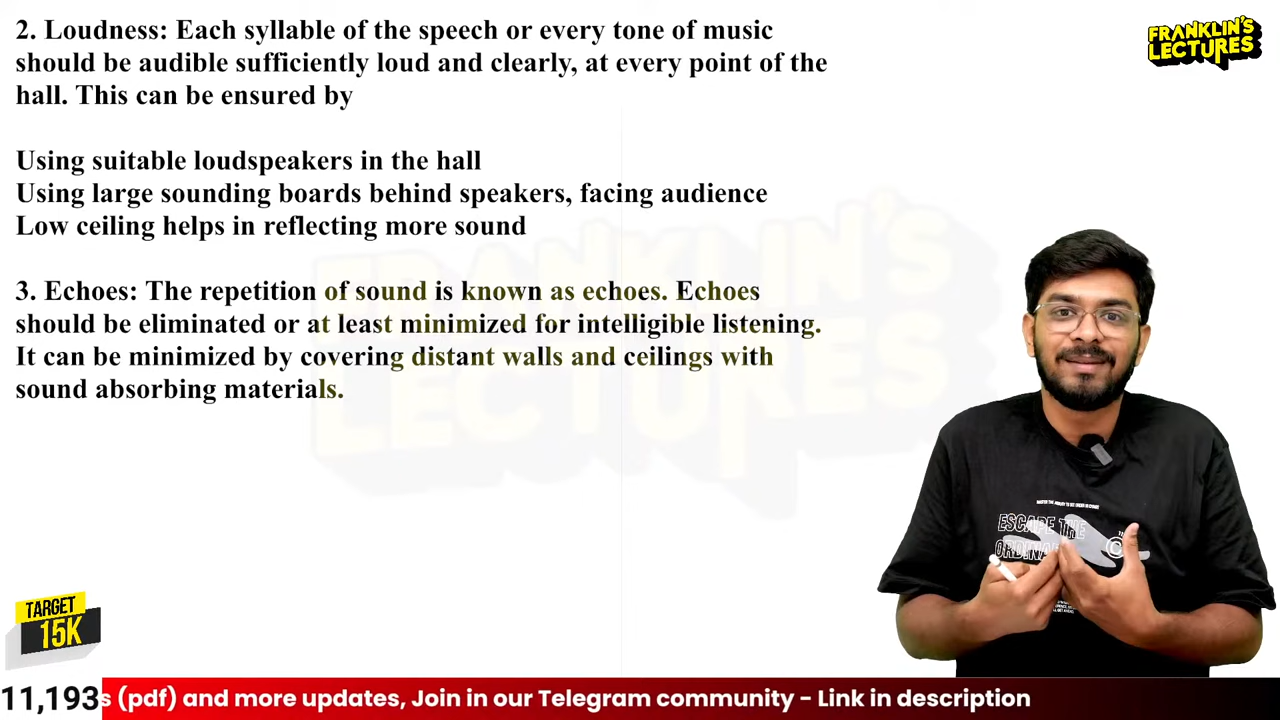 2. Loudness: Each syllable of the speech or every tone of music
should be audible sufficiently loud and clearly, at every point of the
hall. This can be ensured by
Using suitable loudspeakers in the hall
Using large sounding boards behind speakers, facing audience
Low ceiling helps in reflecting more sound
3. Echoes: The repetition of sound is known as echoes. Echoes
should be eliminated or at least minimized for intelligible listening.
It can be minimized by covering distant walls and ceilings with
sound absorbing materials.
FRANKLIN'S
LECTURES
FRANKLIN'S
LECTURES
ESCAPE THE
TARGET
15K
11,193
s (pdf) and more updates, Join in our Telegram community - Link in description